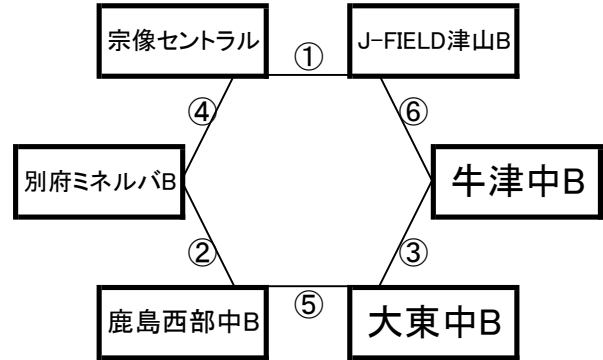 宗像セントラル
J-FIELD津山B
①
④
⑥
別府ミネルバB
牛津中B
②
③
鹿島西部中B
⑤
大東中B